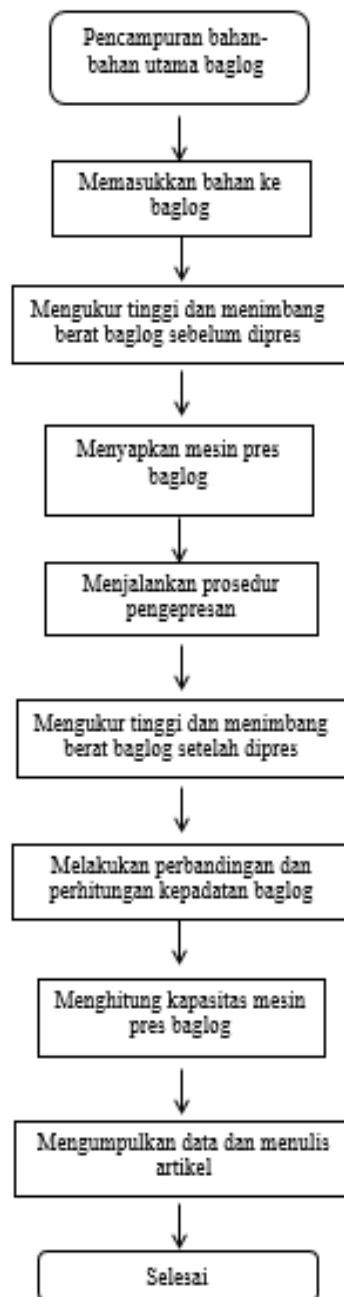 Pencampuran bahan-
bahan utama baglog
Memasukkan bahan ke
baglog
Mengukur tinggi dan menimbang
berat baglog sebelum dipres
Menyapkan mesin pres
baglog
Menjalankan prosedur
pengepresan
Mengukur tinggi dan menimbang
berat baglog setelah dipres
Melakukan perbandingan dan
perhitungan kepadatan baglog
Menghitung kapasitas mesin
pres baglog
Mengumpulkan data dan menulis
artikel
Selesai